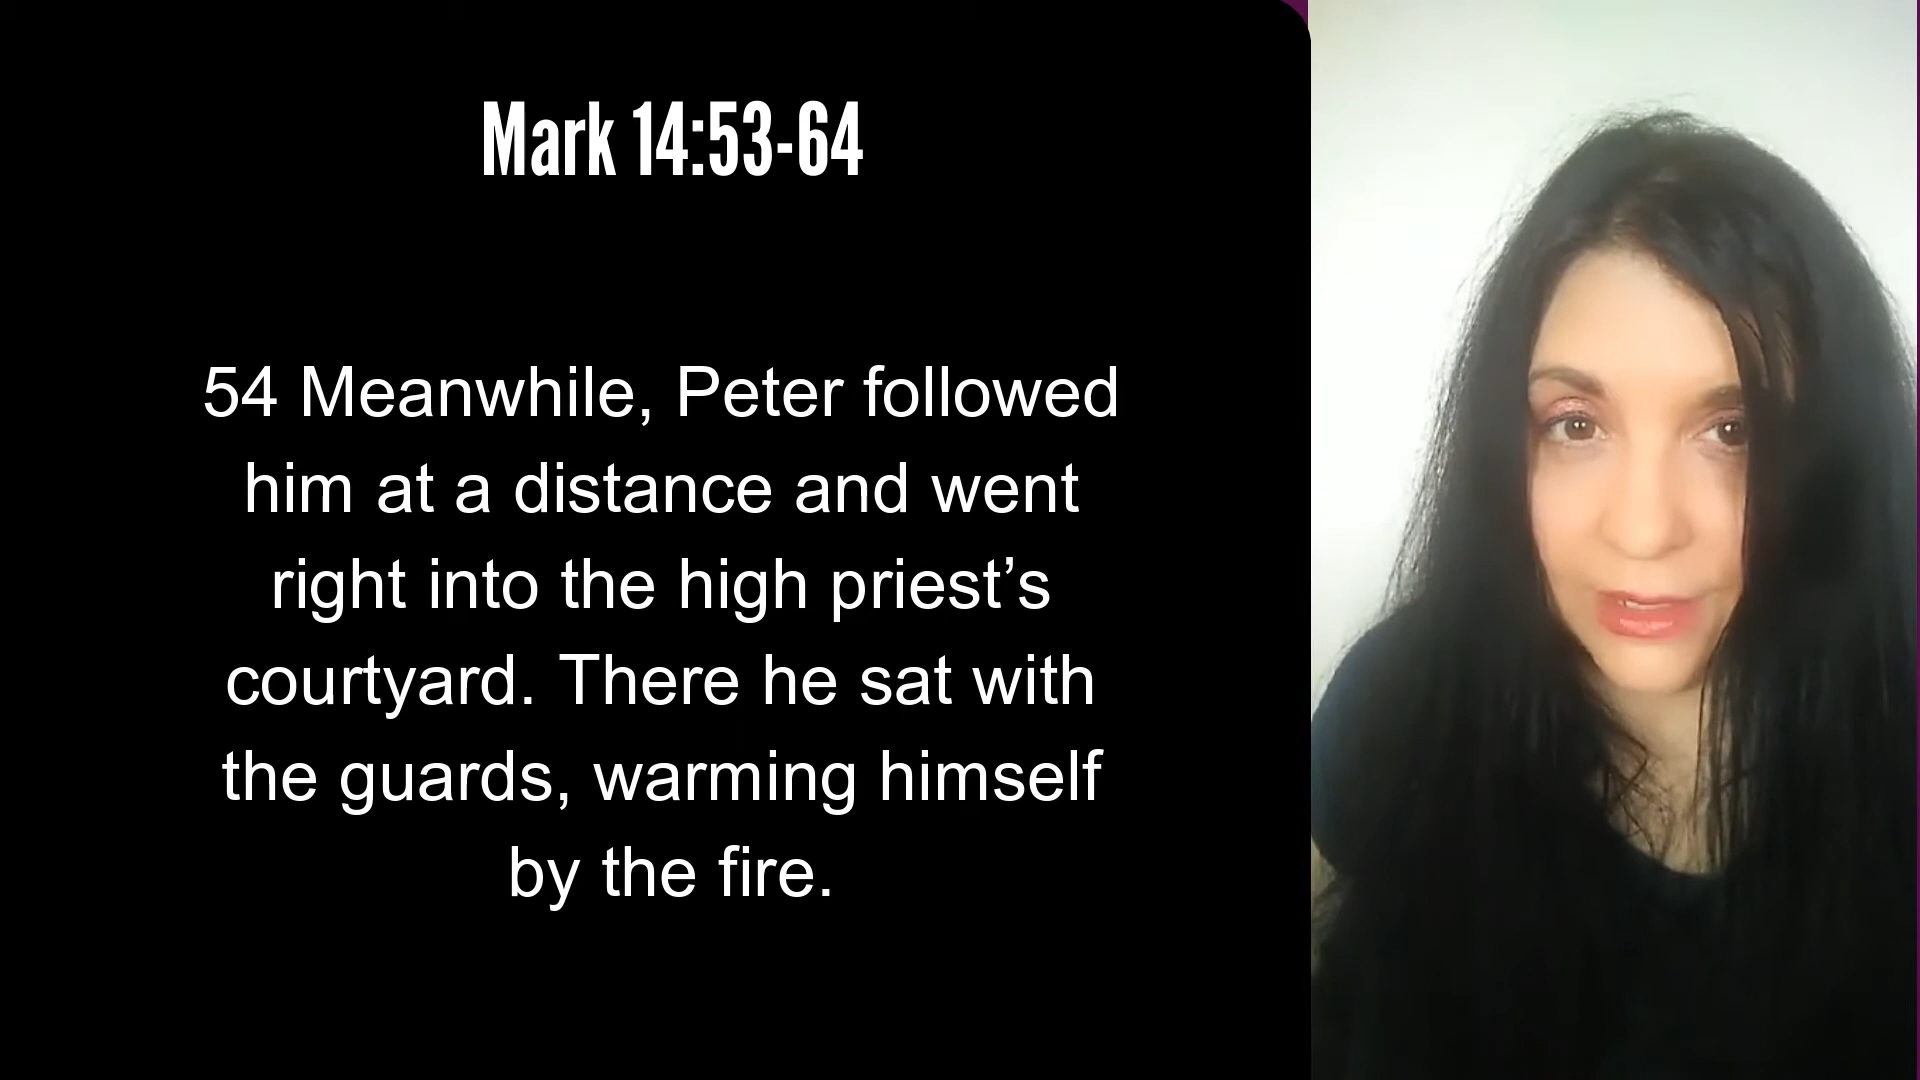 Mark 14:53-64
54 Meanwhile, Peter followed
him at a distance and went
right into the high priest’s
courtyard. There he sat with
the guards, warming himself
by the fire.